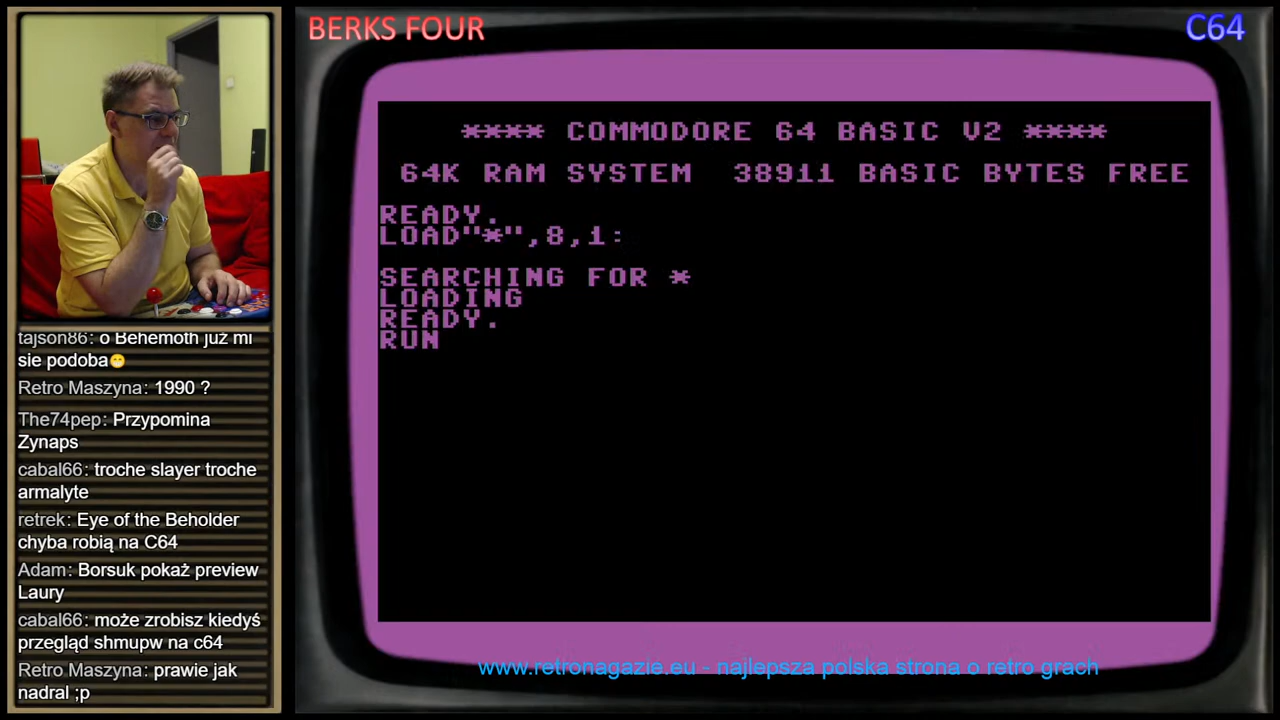 BERKS FOUR
C64
**** COMMODORE 64 BASIC V2 ****
64K RAM SYSTEM 38911 BASIC BYTES FREE
READY.
LOAD"*",8,1:
SEARCHING FOR *
LOADING
READY.
RUN
tajson86: o Behemoth już mi
sie podoba😁
Retro Maszyna: 1990 ?
The74pep: Przypomina
Zynaps
cabal66: troche slayer troche
armalyte
retrek: Eye of the Beholder
chyba robią na C64
Adam: Borsuk pokaż preview
Laury
cabal66: może zrobisz kiedyś
przegląd shmupw na c64
Retro Maszyna: prawie jak
nadral ;p
www.retronagazie.eu - najlepsza polska strona o retro grach